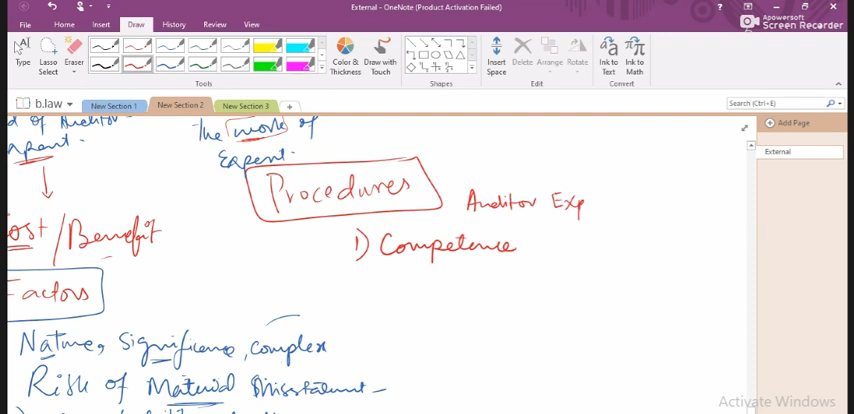 External - OneNote (Product Activation Failed)
File Home Insert Draw History Review View
Apowersoft
Screen Recorder
Type
Lasso
Select
Eraser
Color &
Thickness
Draw with
Touch
Insert
Space
Delete
Arrange
Rotate
Ink to
Text
Ink to
Math
Tools
Shapes
Edit
Convert
b.law
New Section 1
New Section 2
New Section 3
Search (Ctrl+E)
Add Page
External
d of Auditor
The work of
Expent.
Procedures
Auditor Exp
1) Competence
ost/Benefit
Factors
Nature, Significance, complex
Risk of Material Misstatement
Activate Windows